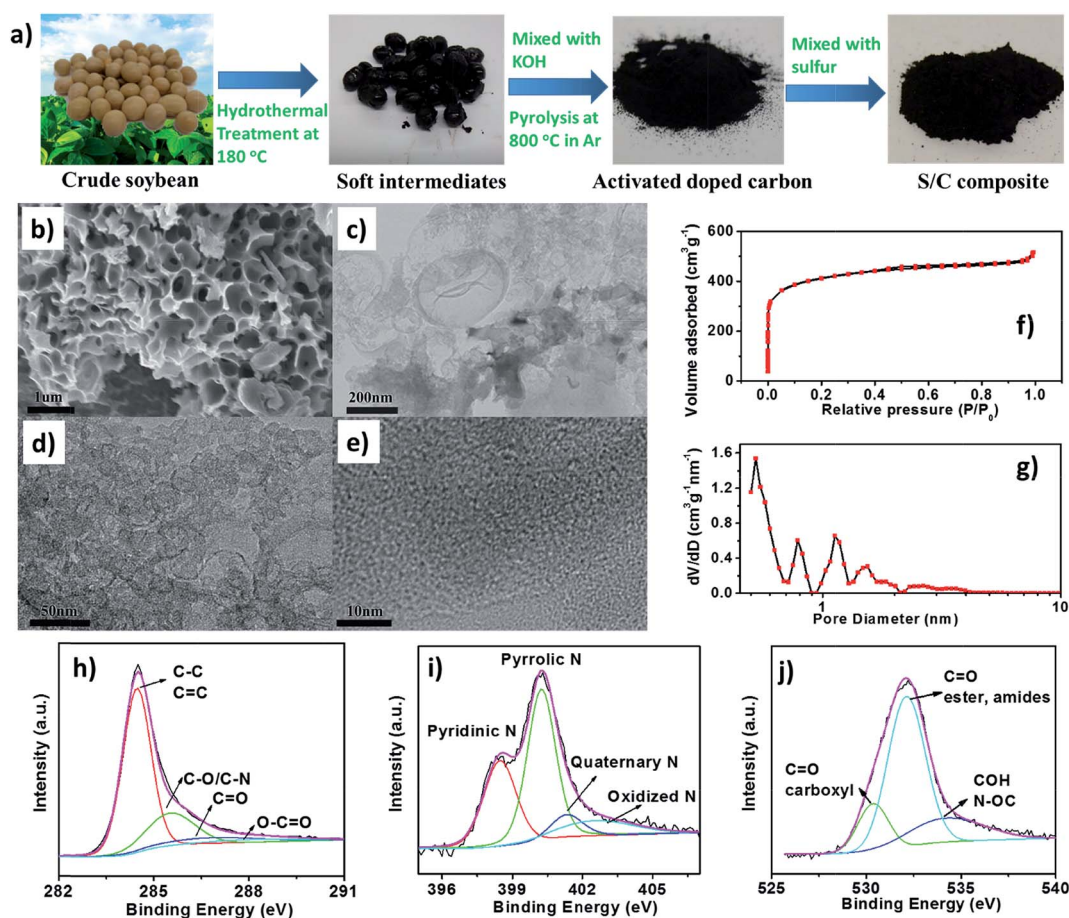 a)
Hydrothermal
Treatment at
180 °C
Mixed with
KOH
Pyrolysis at
800 °C in Ar
Mixed with
sulfur
Crude soybean
Soft intermediates
Activated doped carbon
S/C composite
b)
1um
c)
200nm
d)
50nm
e)
10nm
f)
Volume adsorbed (cm³g⁻¹)
600
400
200
0
0.0 0.2 0.4 0.6 0.8 1.0
Relative pressure (P/P₀)
g)
dV/dD (cm³g⁻¹nm⁻¹)
1.6
1.2
0.8
0.4
0.0
1 10
Pore Diameter (nm)
h)
C-C
C=C
C-O/C-N
C=O
O-C=O
Intensity (a.u.)
282 285 288 291
Binding Energy (eV)
i)
Pyrrolic N
Pyridinic N
Quaternary N
Oxidized N
Intensity (a.u.)
396 399 402 405
Binding Energy (eV)
j)
C=O
ester, amides
C=O
carboxyl
COH
N-OC
Intensity (a.u.)
525 530 535 540
Binding Energy (eV)